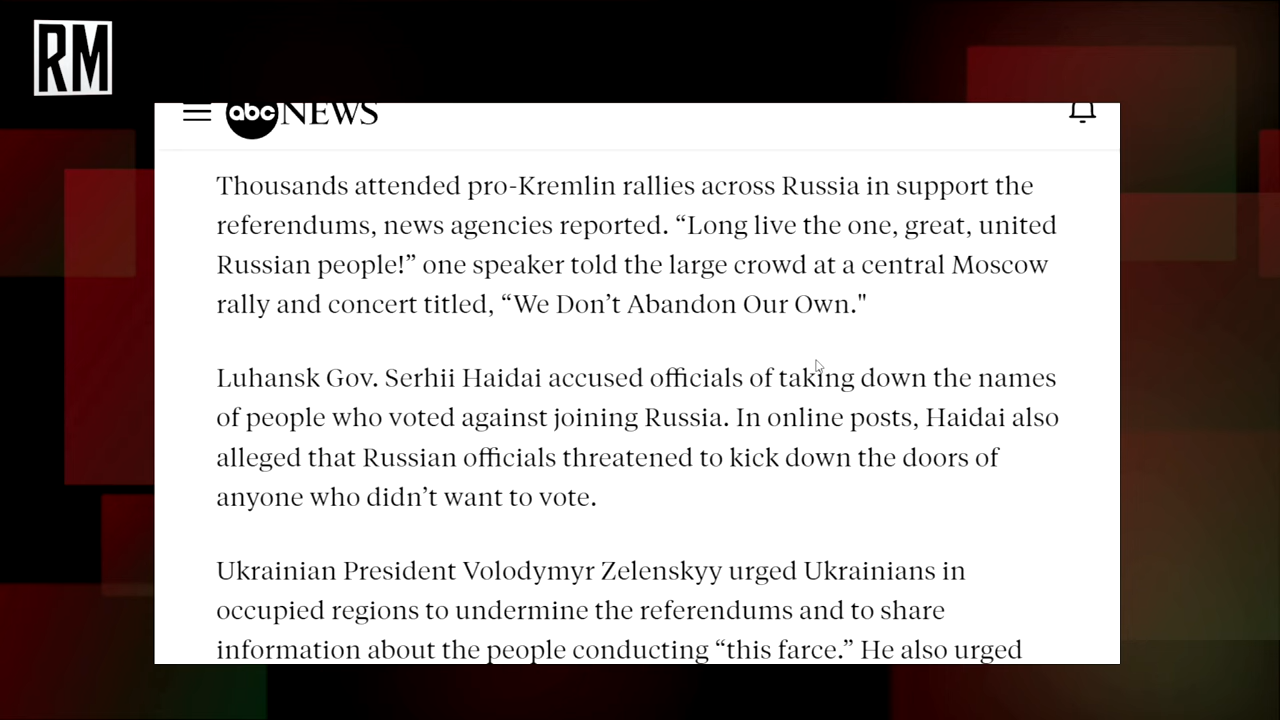 RM
abc NEWS
Thousands attended pro-Kremlin rallies across Russia in support the
referendums, news agencies reported. “Long live the one, great, united
Russian people!” one speaker told the large crowd at a central Moscow
rally and concert titled, “We Don’t Abandon Our Own."
Luhansk Gov. Serhii Haidai accused officials of taking down the names
of people who voted against joining Russia. In online posts, Haidai also
alleged that Russian officials threatened to kick down the doors of
anyone who didn’t want to vote.
Ukrainian President Volodymyr Zelenskyy urged Ukrainians in
occupied regions to undermine the referendums and to share
information about the people conducting “this farce.” He also urged